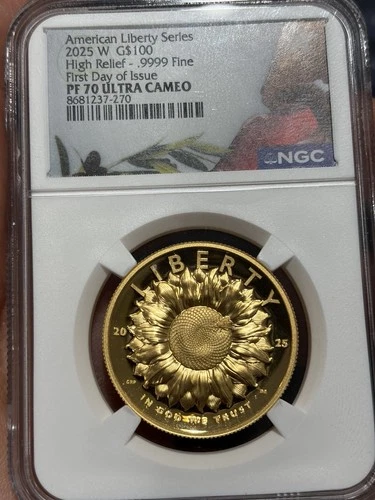 American Liberty Series
2025 W G$100
High Relief - .9999 Fine
First Day of Issue
PF 70 ULTRA CAMEO
8681237-270
NGC
LIBERTY
20 25
IN GOD WE TRUST